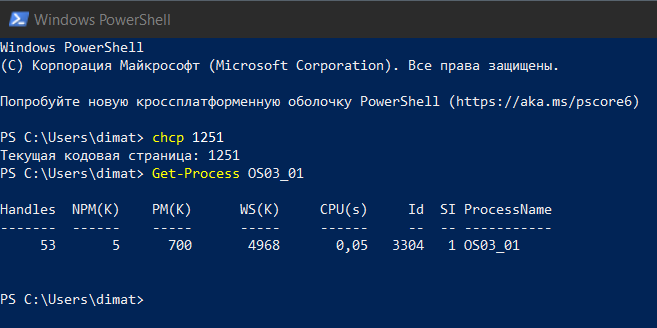 Windows PowerShell
Windows PowerShell
(C) Корпорация Майкрософт (Microsoft Corporation). Все права защищены.
Попробуйте новую кроссплатформенную оболочку PowerShell (https://aka.ms/pscore6)
PS C:\Users\dimat> chcp 1251
Текущая кодовая страница: 1251
PS C:\Users\dimat> Get-Process OS03_01
Handles  NPM(K)    PM(K)      WS(K)     CPU(s)     Id  SI ProcessName
-------  ------    -----      -----     ------     --  -- -----------
     53       5      700       4968       0,05   3304   1 OS03_01
PS C:\Users\dimat>